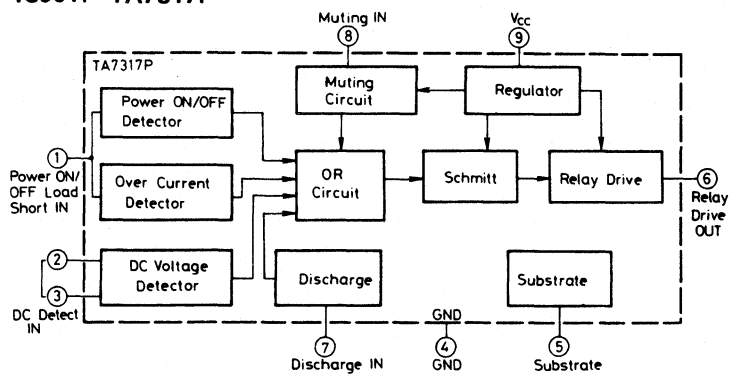 Muting IN
8
Vcc
9
TA7317P
Power ON/OFF
Detector
Muting
Circuit
Regulator
1
Power ON/
OFF Load
Short IN
Over Current
Detector
OR
Circuit
Schmitt
Relay Drive
6
Relay
Drive
OUT
2
3
DC Detect
IN
DC Voltage
Detector
Discharge
Substrate
GND
7
Discharge IN
4
GND
5
Substrate